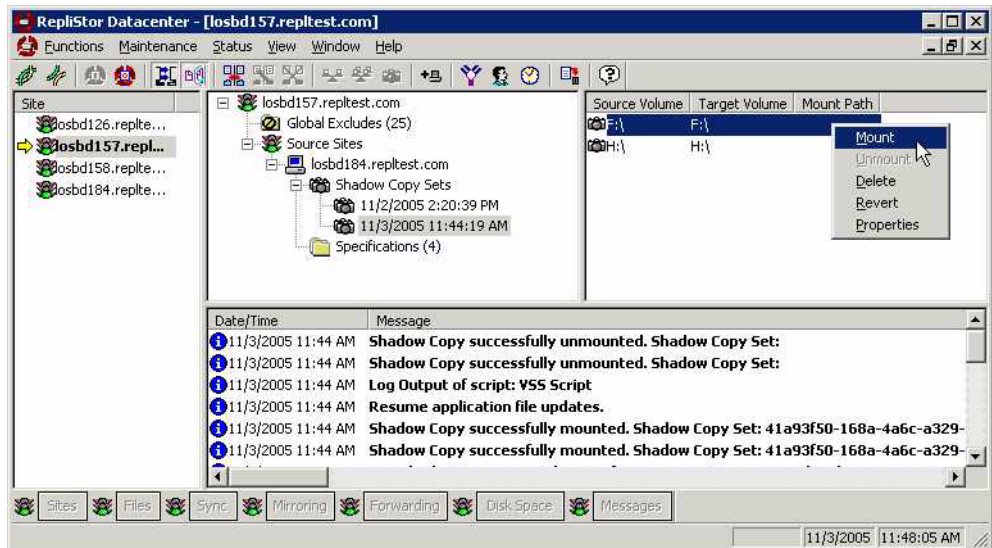 RepliStor Datacenter - [losbd157.repltest.com]
Functions Maintenance Status View Window Help
Site
losbd126.replte...
losbd157.repl...
losbd158.replte...
losbd184.replte...
losbd157.repltest.com
Global Excludes (25)
Source Sites
losbd184.repltest.com
Shadow Copy Sets
11/2/2005 2:20:39 PM
11/3/2005 11:44:19 AM
Specifications (4)
Source Volume Target Volume Mount Path
F:\ F:\
H:\ H:\
Mount
Unmount
Delete
Revert
Properties
Date/Time Message
11/3/2005 11:44 AM Shadow Copy successfully unmounted. Shadow Copy Set:
11/3/2005 11:44 AM Shadow Copy successfully unmounted. Shadow Copy Set:
11/3/2005 11:44 AM Log Output of script: VSS Script
11/3/2005 11:44 AM Resume application file updates.
11/3/2005 11:44 AM Shadow Copy successfully mounted. Shadow Copy Set: 41a93f50-168a-4a6c-a329-
11/3/2005 11:44 AM Shadow Copy successfully mounted. Shadow Copy Set: 41a93f50-168a-4a6c-a329-
Sites Files Sync Mirroring Forwarding Disk Space Messages
11/3/2005 11:48:05 AM